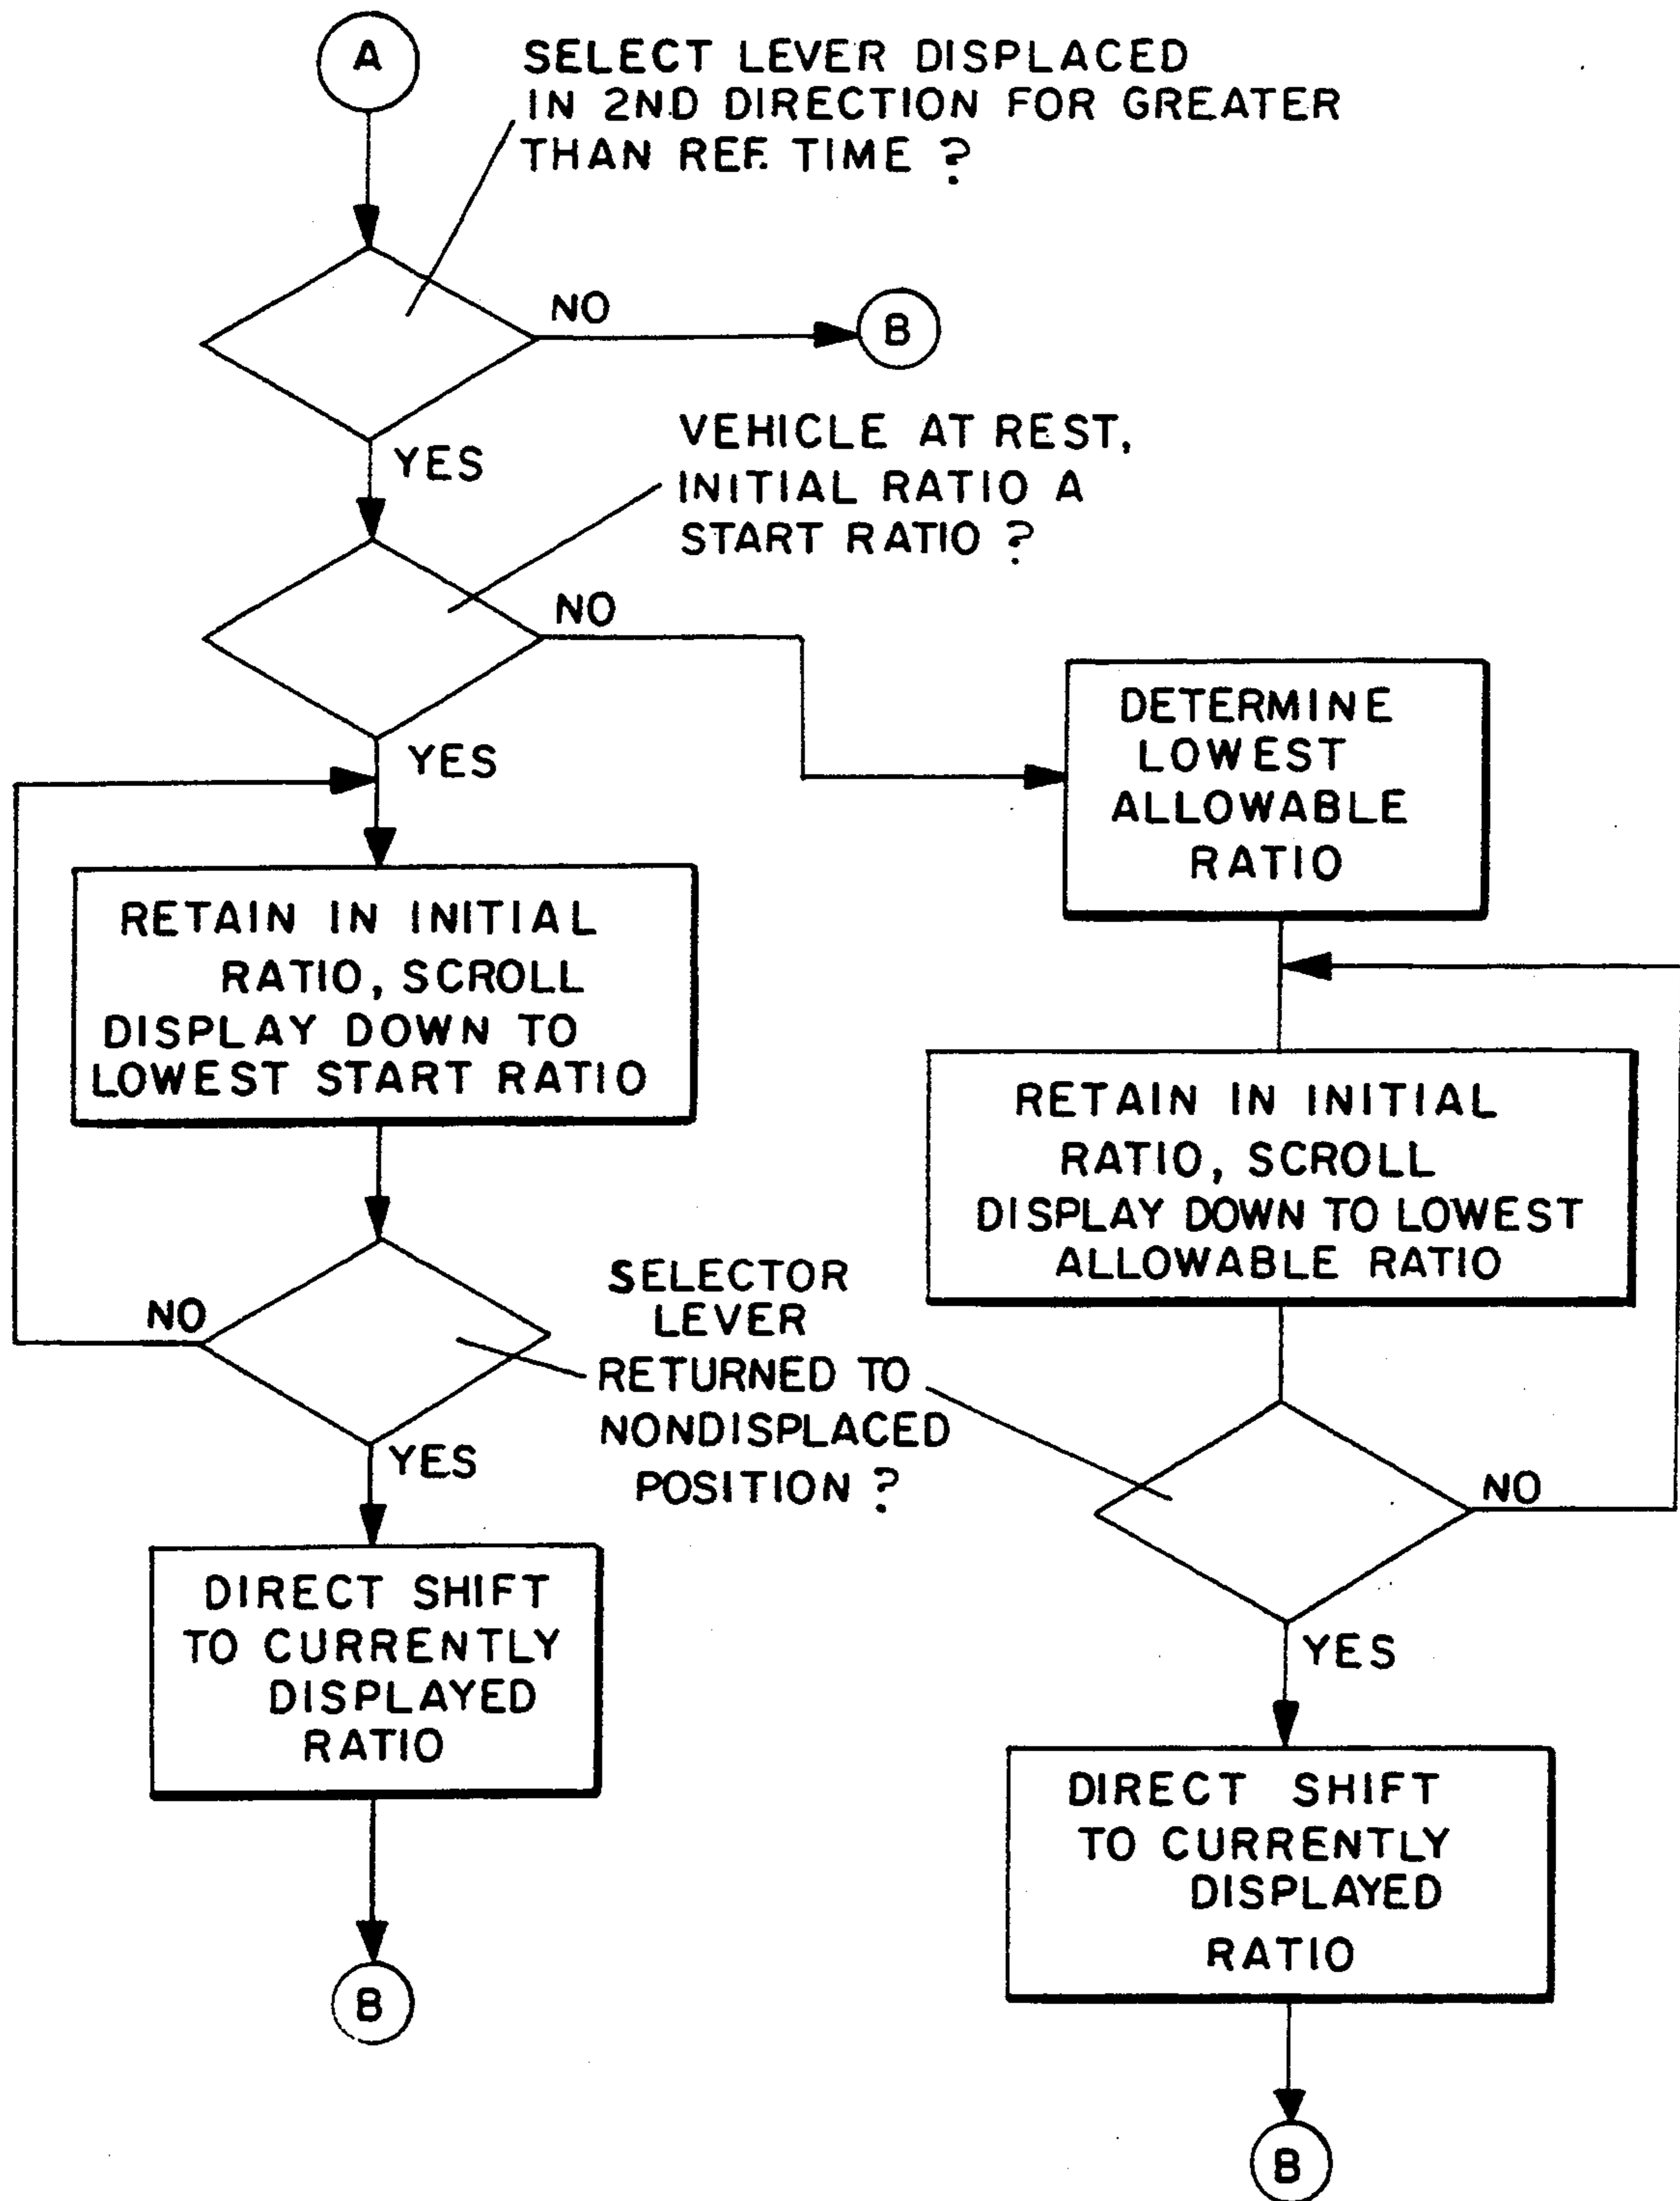 A
SELECT LEVER DISPLACED
IN 2ND DIRECTION FOR GREATER
THAN REF. TIME ?
NO
B
YES
VEHICLE AT REST,
INITIAL RATIO A
START RATIO ?
NO
YES
DETERMINE
LOWEST
ALLOWABLE
RATIO
RETAIN IN INITIAL
RATIO, SCROLL
DISPLAY DOWN TO
LOWEST START RATIO
RETAIN IN INITIAL
RATIO, SCROLL
DISPLAY DOWN TO LOWEST
ALLOWABLE RATIO
NO
SELECTOR
LEVER
RETURNED TO
NONDISPLACED
POSITION ?
YES
NO
DIRECT SHIFT
TO CURRENTLY
DISPLAYED
RATIO
YES
DIRECT SHIFT
TO CURRENTLY
DISPLAYED
RATIO
B
B